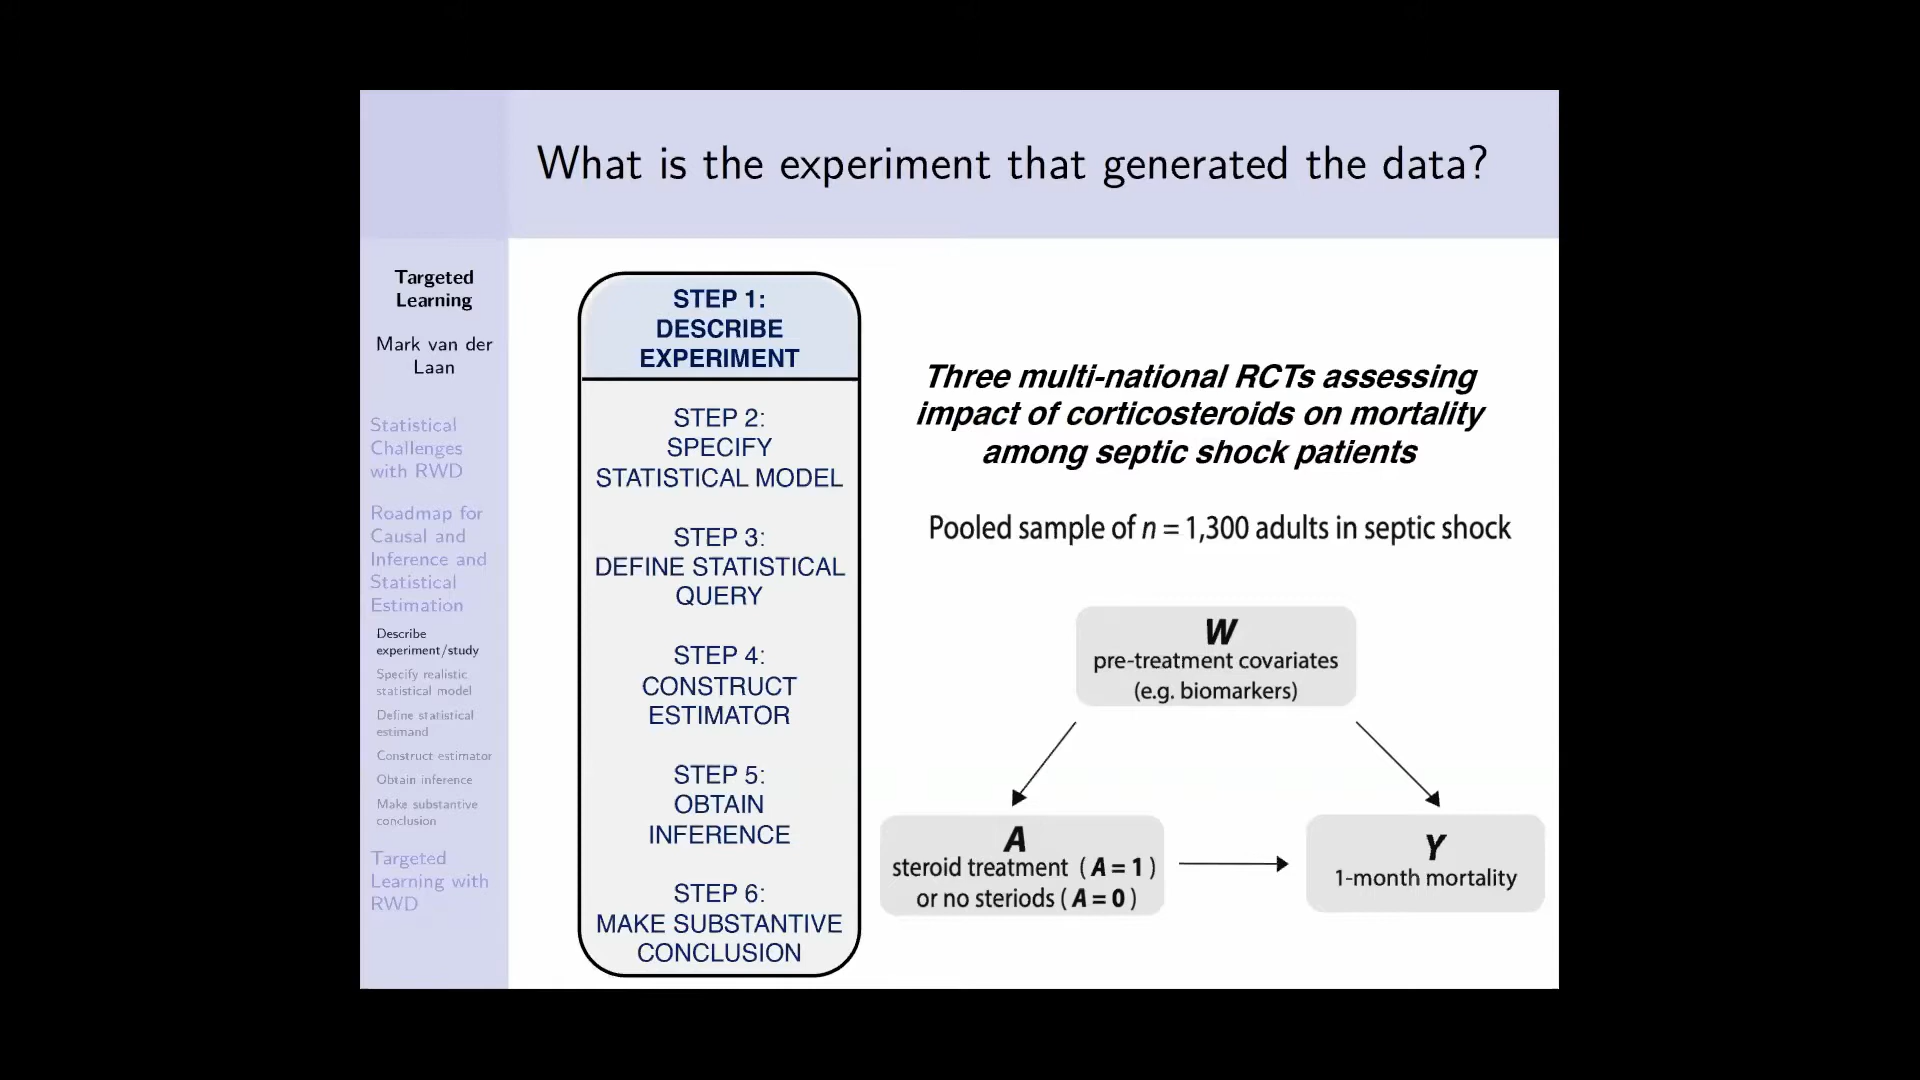 What is the experiment that generated the data?
Targeted
Learning
Mark van der
Laan
Statistical
Challenges
with RWD
Roadmap for
Causal and
Inference and
Statistical
Estimation
Describe
experiment/study
Specify realistic
statistical model
Define statistical
estimand
Construct estimator
Obtain inference
Make substantive
conclusion
Targeted
Learning with
RWD
STEP 1:
DESCRIBE
EXPERIMENT
STEP 2:
SPECIFY
STATISTICAL MODEL
STEP 3:
DEFINE STATISTICAL
QUERY
STEP 4:
CONSTRUCT
ESTIMATOR
STEP 5:
OBTAIN
INFERENCE
STEP 6:
MAKE SUBSTANTIVE
CONCLUSION
Three multi-national RCTs assessing
impact of corticosteroids on mortality
among septic shock patients
Pooled sample of n = 1,300 adults in septic shock
W
pre-treatment covariates
(e.g. biomarkers)
A
steroid treatment ( A = 1 )
or no steriods ( A = 0 )
Y
1-month mortality